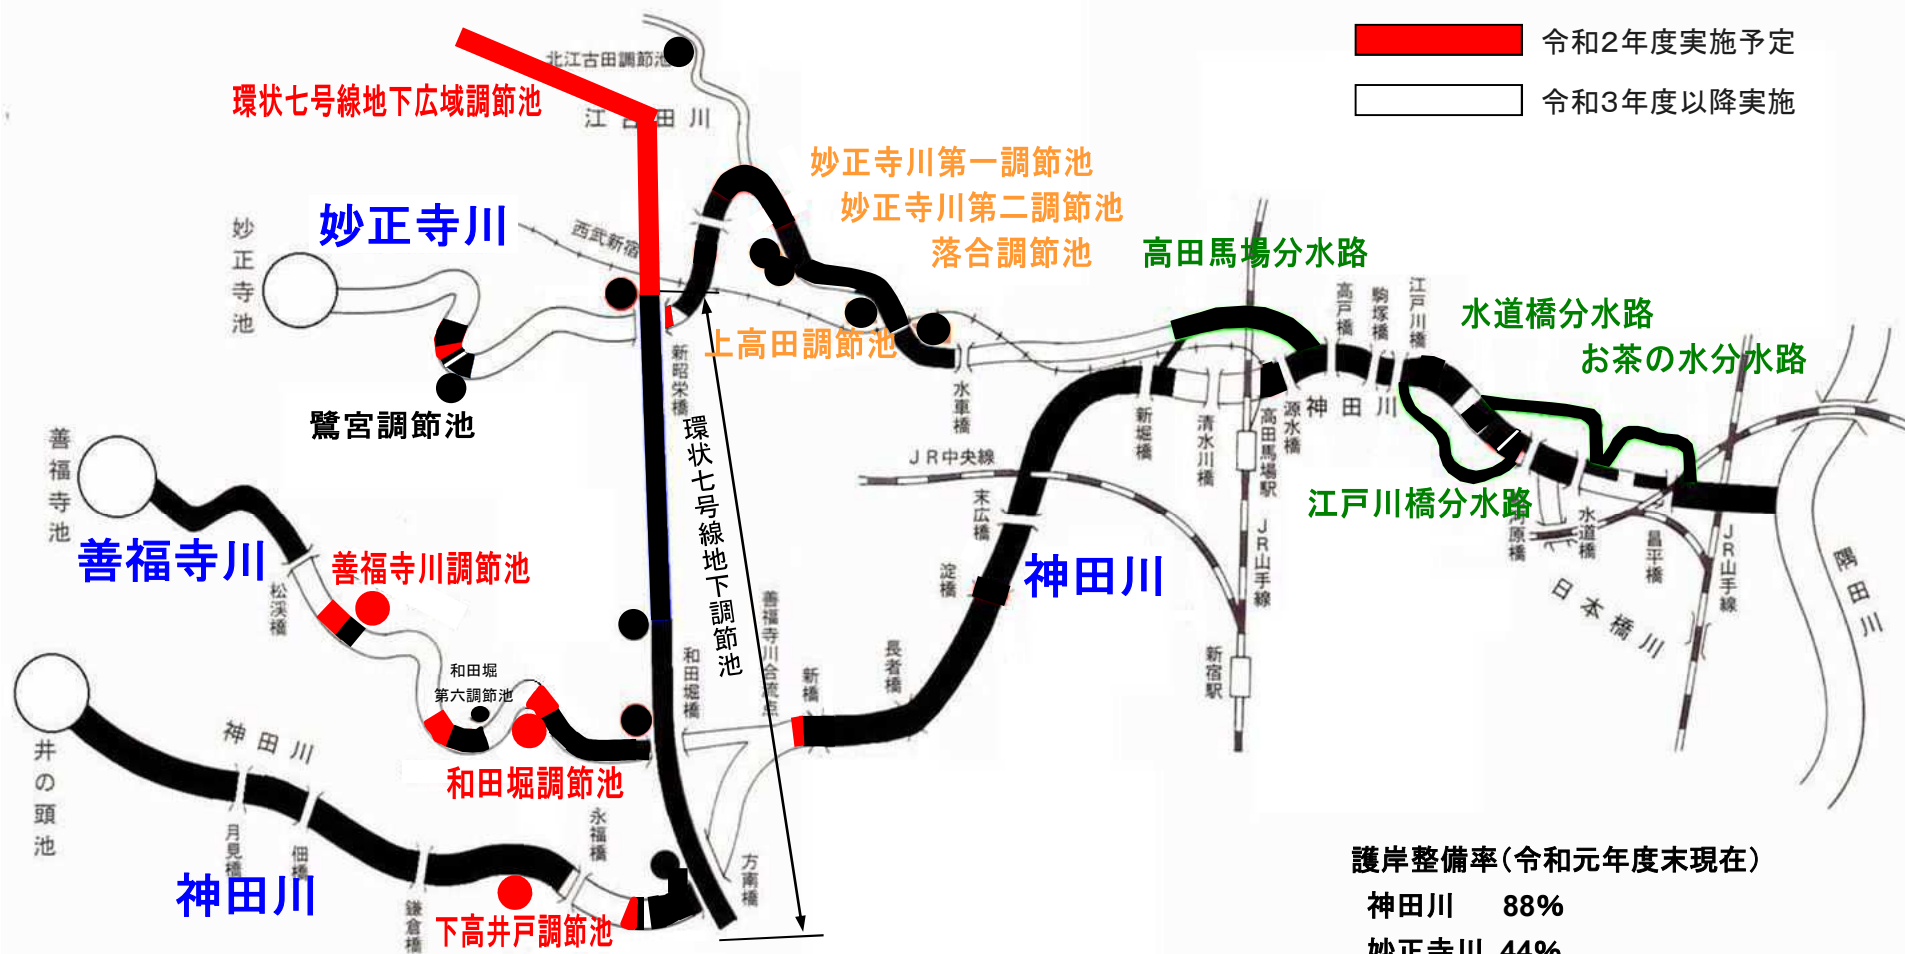 令和2年度実施予定
令和3年度以降実施
北江古田調節池
環状七号線地下広域調節池
江古田川
妙正寺川第一調節池
妙正寺川第二調節池
落合調節池
妙正寺川
西武新宿
妙正寺池
高田馬場分水路
高戸橋
駒塚橋
江戸川橋
水道橋分水路
お茶の水分水路
上高田調節池
新昭栄橋
水車橋
新堀橋
清水川橋
高田馬場駅
源水橋
神田川
鷺宮調節池
環状七号線地下調節池
善福寺池
JR中央線
末広橋
淀橋
江戸川橋分水路
水道橋
昌平橋
JR山手線
JR山手線
隅田川
日本橋川
善福寺川
善福寺川調節池
松渓橋
神田川
善福寺川合流点
和田堀橋
新橋
長者橋
新宿駅
和田堀
第六調節池
和田堀調節池
井の頭池
神田川
月見橋
佃橋
鎌倉橋
永福橋
方南橋
神田川
下高井戸調節池
護岸整備率(令和元年度末現在)
神田川 88%
妙正寺川 44%